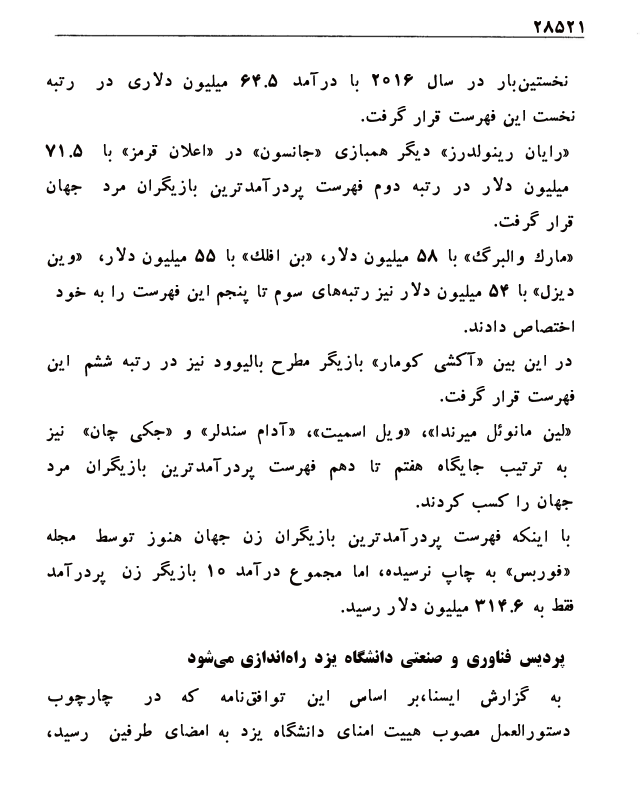 ۲۸۵۲۱
نخستین‌بار در سال ۲۰۱۶ با درآمد ۶۴.۵ میلیون دلاری در رتبه
نخست این فهرست قرار گرفت.
«رایان رینولدرز» دیگر همبازی «جانسون» در «اعلان قرمز» با ۷۱.۵
میلیون دلار در رتبه دوم فهرست پردرآمدترین بازیگران مرد جهان
قرار گرفت.
«مارك والبرگ» با ۵۸ میلیون دلار، «بن افلك» با ۵۵ میلیون دلار، «وین
دیزل» با ۵۴ میلیون دلار نیز رتبه‌های سوم تا پنجم این فهرست را به خود
اختصاص دادند.
در این بین «آکشی کومار» بازیگر مطرح بالیوود نیز در رتبه ششم این
فهرست قرار گرفت.
«لین مانوئل میرندا»، «ویل اسمیت»، «آدام سندلر» و «جکی چان» نیز
به ترتیب جایگاه هفتم تا دهم فهرست پردرآمدترین بازیگران مرد
جهان را کسب کردند.
با اینکه فهرست پردرآمدترین بازیگران زن جهان هنوز توسط مجله
«فوربس» به چاپ نرسیده، اما مجموع درآمد ۱۰ بازیگر زن پردرآمد
فقط به ۳۱۴.۶ میلیون دلار رسید.
پردیس فناوری و صنعتی دانشگاه یزد راه‌اندازی می‌شود
به گزارش ایسنا،بر اساس این توافق‌نامه که در چارچوب
دستورالعمل مصوب هییت امنای دانشگاه یزد به امضای طرفین رسید،